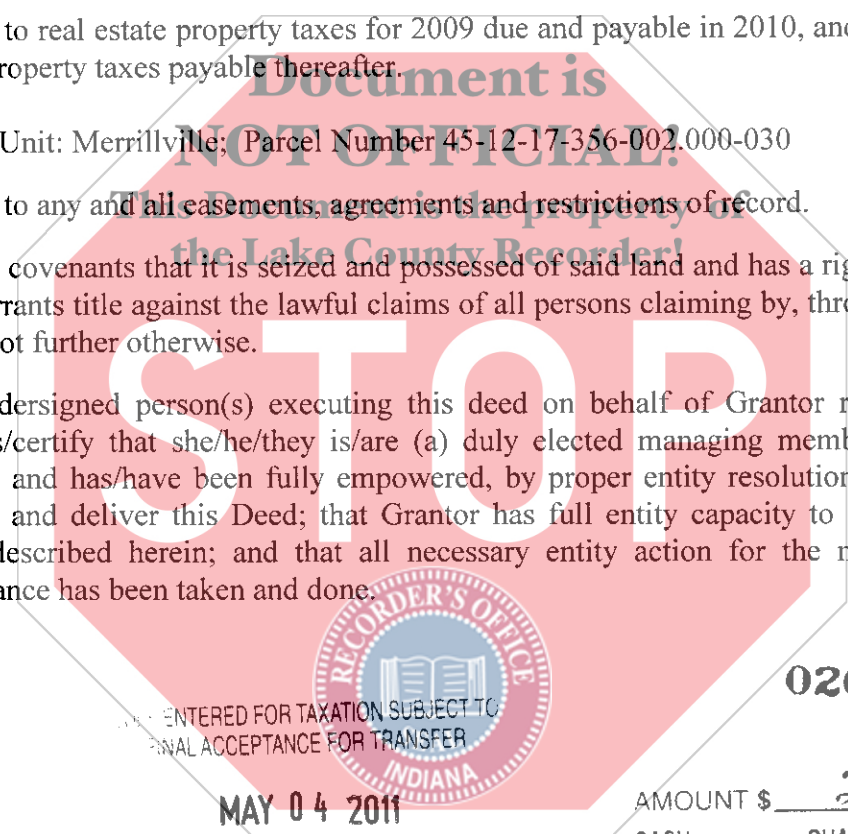 to real estate property taxes for 2009 due and payable in 2010, and
roperty taxes payable thereafter.
Document is
Unit: Merrillville; Parcel Number 45-12-17-356-002.000-030
NOT OFFICIAL!
to any and all easements, agreements and restrictions of record.
This Document is the property of
the Lake County Recorder!
covenants that it is seized and possessed of said land and has a rig
rants title against the lawful claims of all persons claiming by, thro
ot further otherwise.
STOP
dersigned person(s) executing this deed on behalf of Grantor r
s/certify that she/he/they is/are (a) duly elected managing memb
and has/have been fully empowered, by proper entity resolution
and deliver this Deed; that Grantor has full entity capacity to
described herein; and that all necessary entity action for the m
ance has been taken and done.
RECORDER'S OFFICE
INDIANA
020
ENTERED FOR TAXATION SUBJECT TO
FINAL ACCEPTANCE FOR TRANSFER
MAY 04 2011
AMOUNT $